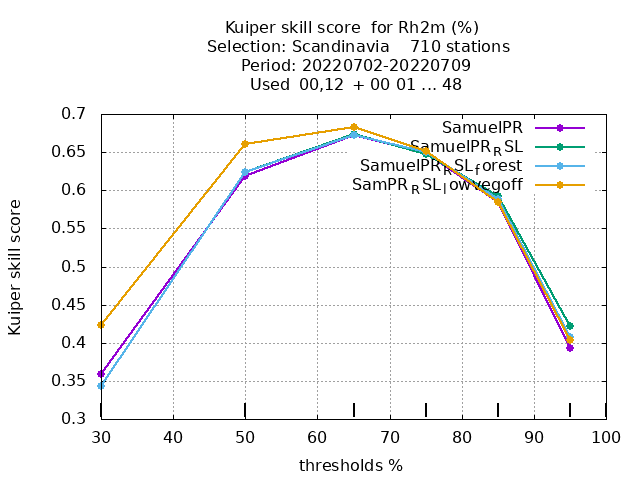 Kuiper skill score for Rh2m (%)
Selection: Scandinavia 710 stations
Period: 20220702-20220709
Used 00,12 + 00 01 ... 48
SamuelPR
SamuelPR_RSL
SamuelPR_RSL_forest
SamPR_RSL_lowvegoff
Kuiper skill score
0.7
0.65
0.6
0.55
0.5
0.45
0.4
0.35
0.3
30 40 50 60 70 80 90 100
thresholds %